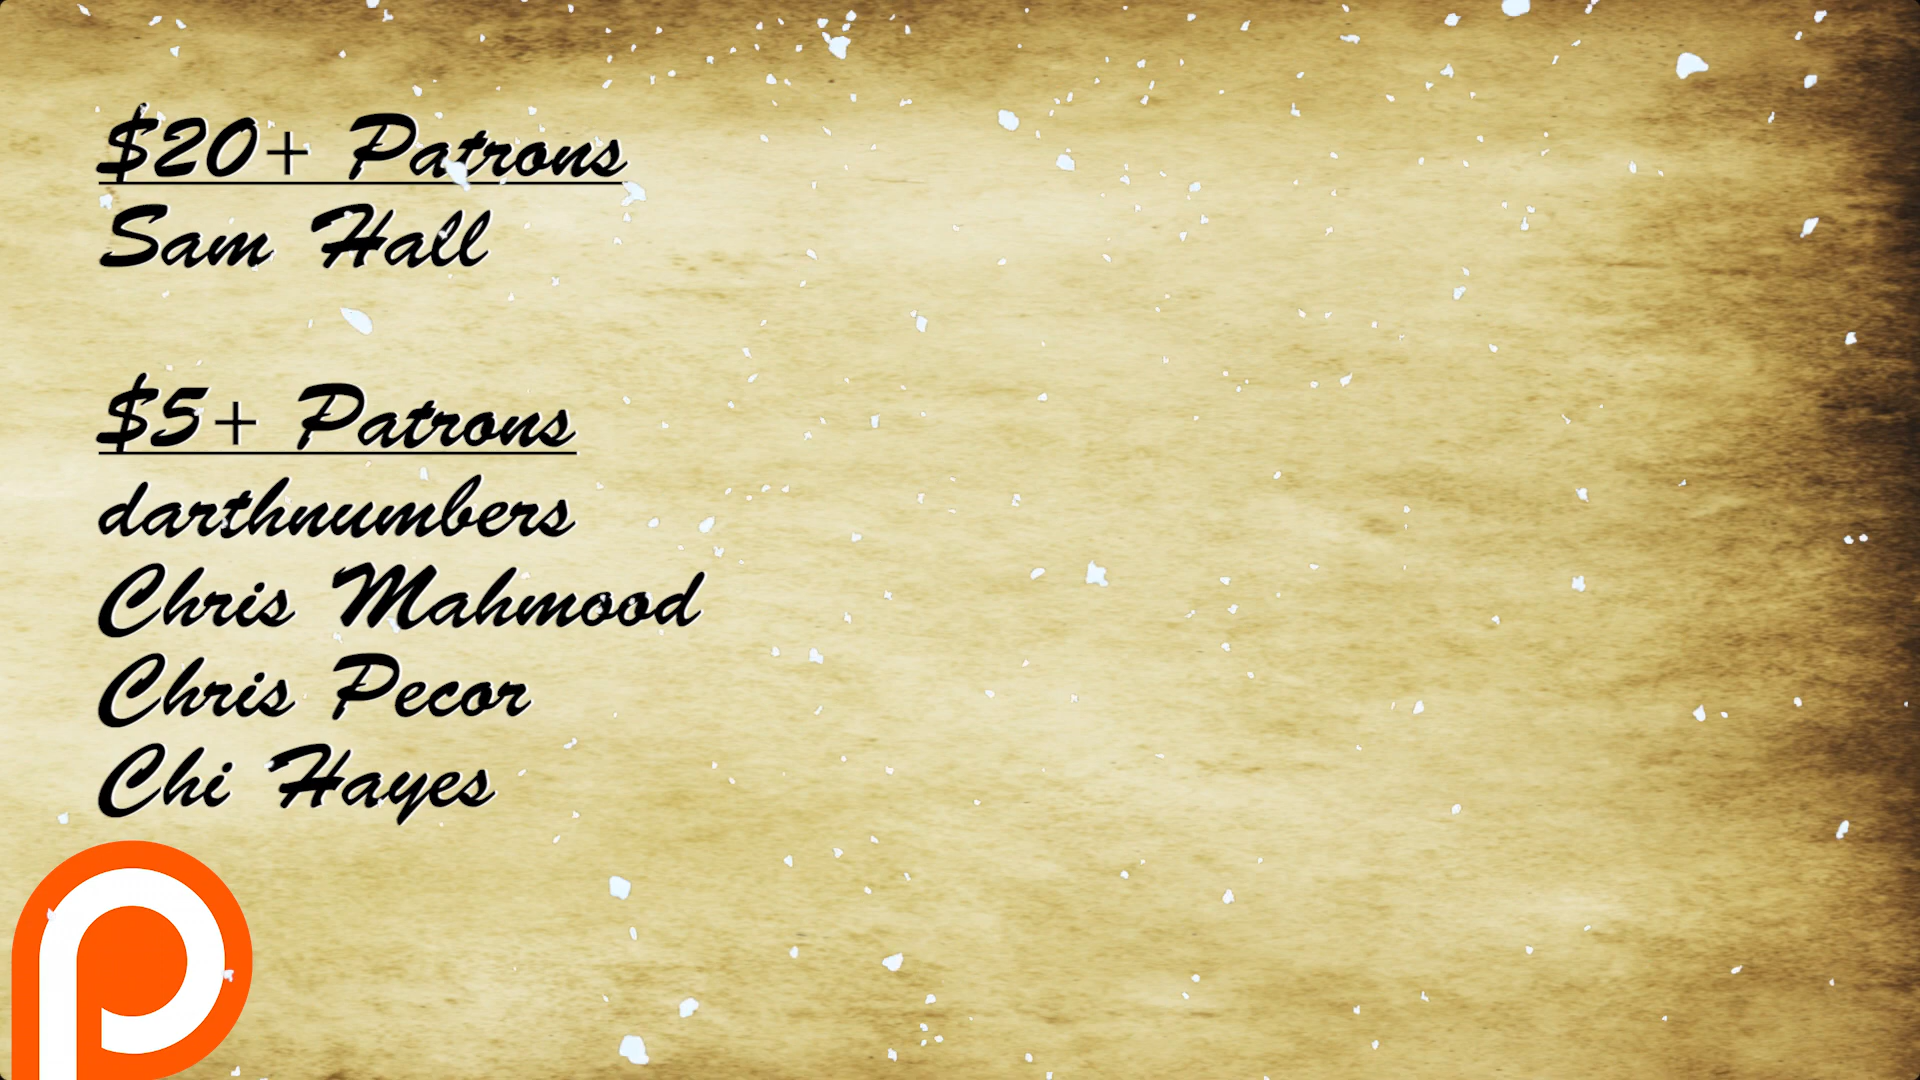 $20+ Patrons
Sam Hall
$5+ Patrons
darthnumbers
Chris Mahmood
Chris Pecor
Chi Hayes